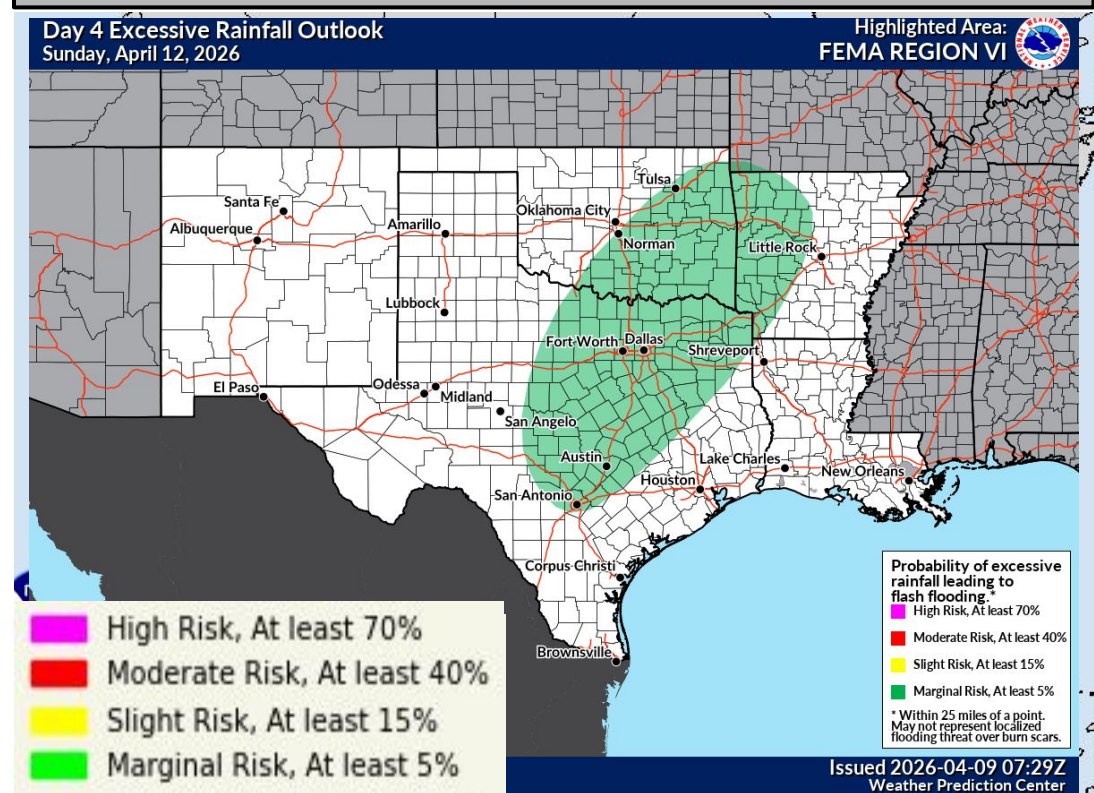 Day 4 Excessive Rainfall Outlook
Sunday, April 12, 2026
Highlighted Area:
FEMA REGION VI
NATIONAL WEATHER SERVICE
Tulsa
Santa Fe
Oklahoma City
Albuquerque
Amarillo
Norman
Little Rock
Lubbock
Fort Worth
Dallas
Shreveport
El Paso
Odessa
Midland
San Angelo
Austin
Lake Charles
New Orleans
Houston
San Antonio
Corpus Christi
Brownsville
Probability of excessive
rainfall leading to
flash flooding.*
High Risk, At least 70%
Moderate Risk, At least 40%
Slight Risk, At least 15%
Marginal Risk, At least 5%
* Within 25 miles of a point.
May not represent localized
flooding threat over burn scars.
High Risk, At least 70%
Moderate Risk, At least 40%
Slight Risk, At least 15%
Marginal Risk, At least 5%
Issued 2026-04-09 07:29Z
Weather Prediction Center